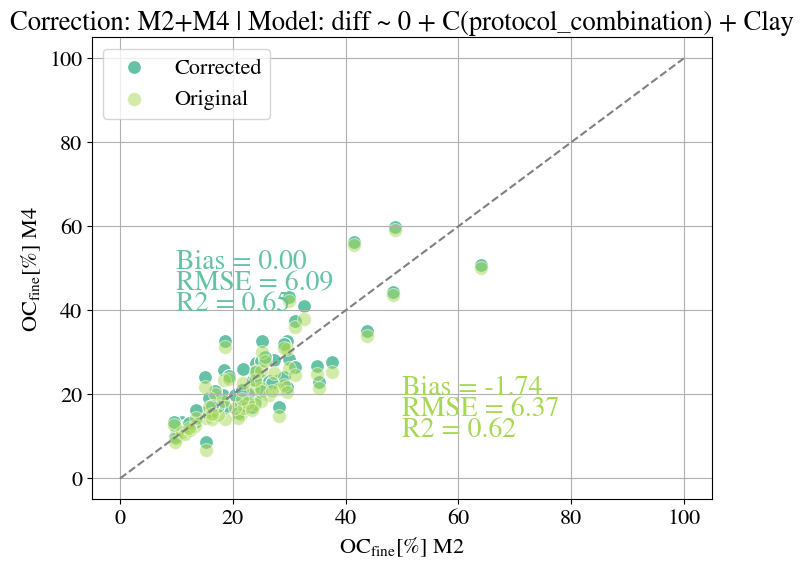 Correction: M2+M4 | Model: diff ~ 0 + C(protocol_combination) + Clay
Corrected
Original
100
80
60
40
20
0
OCfine[%] M4
Bias = 0.00
RMSE = 6.09
R2 = 0.65
Bias = -1.74
RMSE = 6.37
R2 = 0.62
0 20 40 60 80 100
OCfine[%] M2